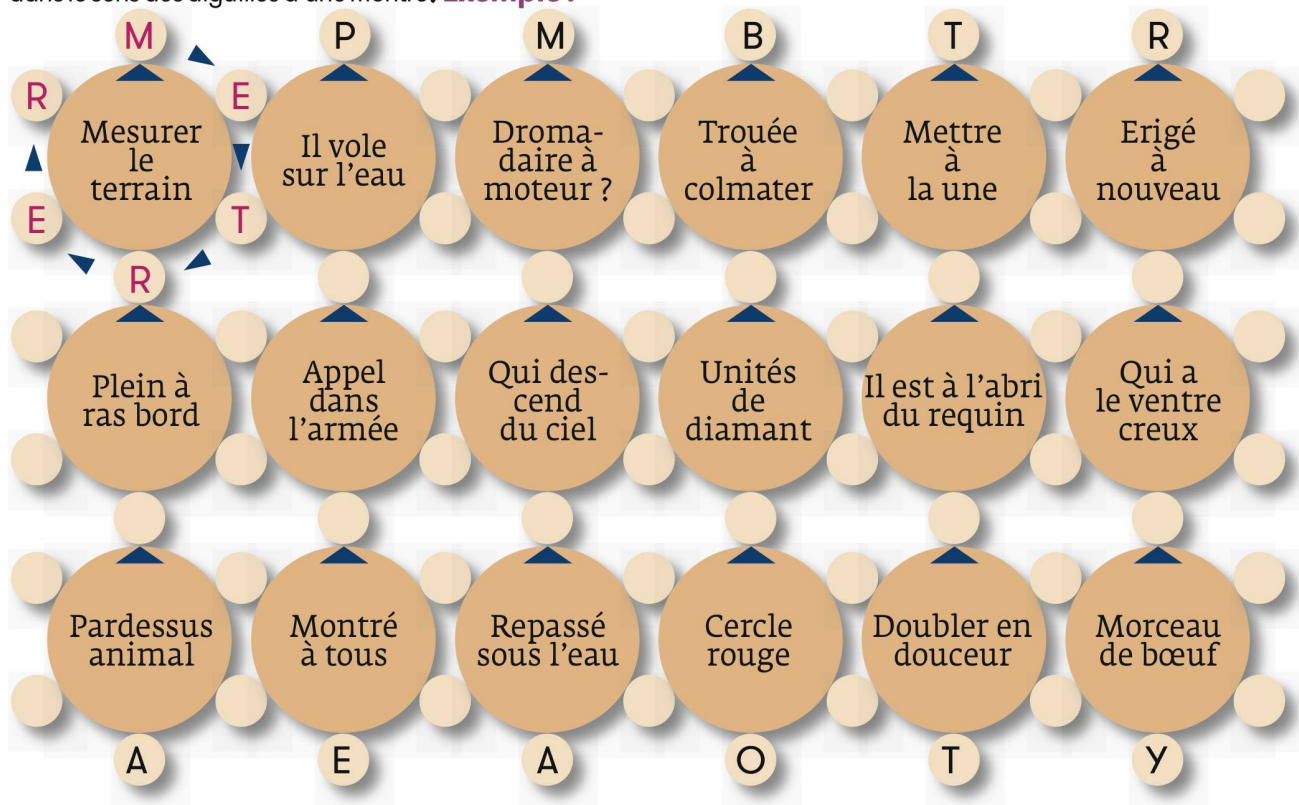 M P M B T R
R E
Mesurer
le
terrain
Il vole
sur l'eau
Droma-
daire à
moteur ?
Trouée
à
colmater
Mettre
à
la une
Erigé
à
nouveau
E T
R
Plein à
ras bord
Appel
dans
l'armée
Qui des-
cend
du ciel
Unités
de
diamant
Il est à l'abri
du requin
Qui a
le ventre
creux
Pardessus
animal
Montré
à tous
Repassé
sous l'eau
Cercle
rouge
Doubler en
douceur
Morceau
de bœuf
A E A O T Y